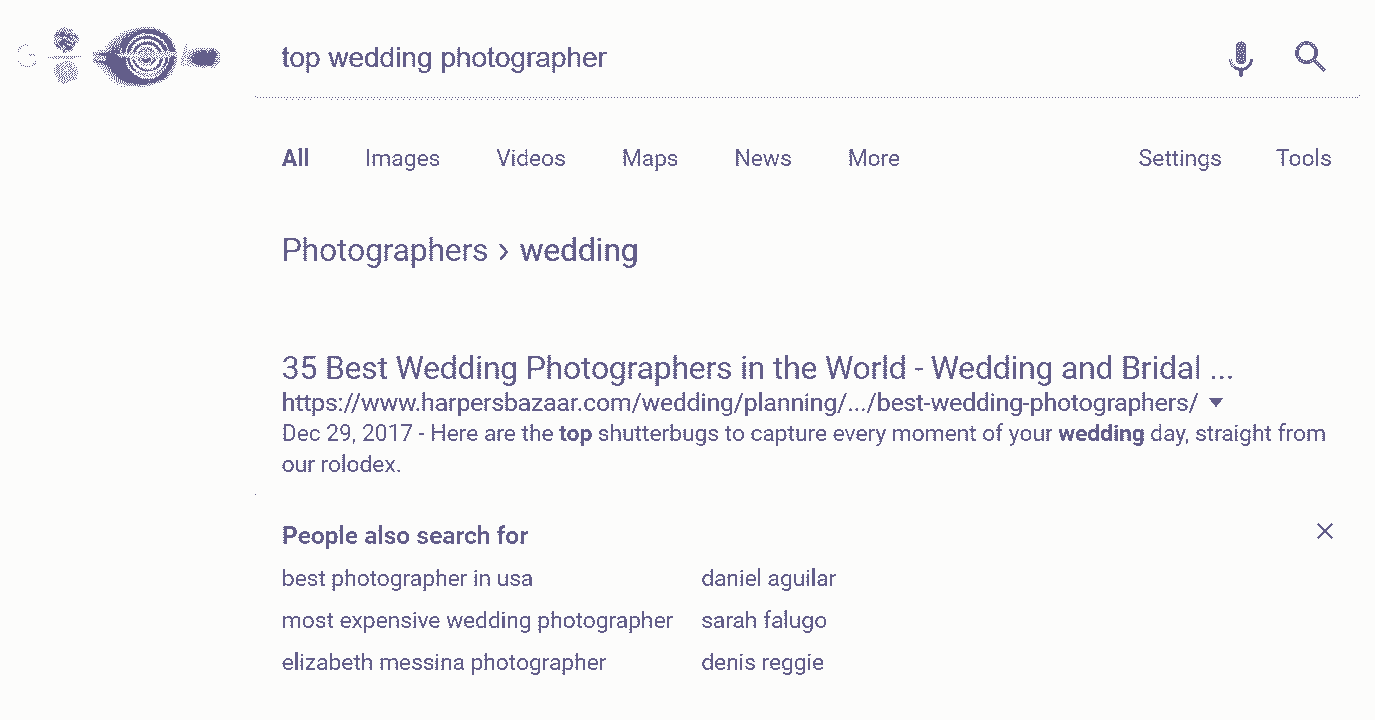 top wedding photographer
All Images Videos Maps News More Settings Tools
Photographers › wedding
35 Best Wedding Photographers in the World - Wedding and Bridal ...
https://www.harpersbazaar.com/wedding/planning/.../best-wedding-photographers/
Dec 29, 2017 - Here are the top shutterbugs to capture every moment of your wedding day, straight from
our rolodex.
People also search for
best photographer in usa daniel aguilar
most expensive wedding photographer sarah falugo
elizabeth messina photographer denis reggie